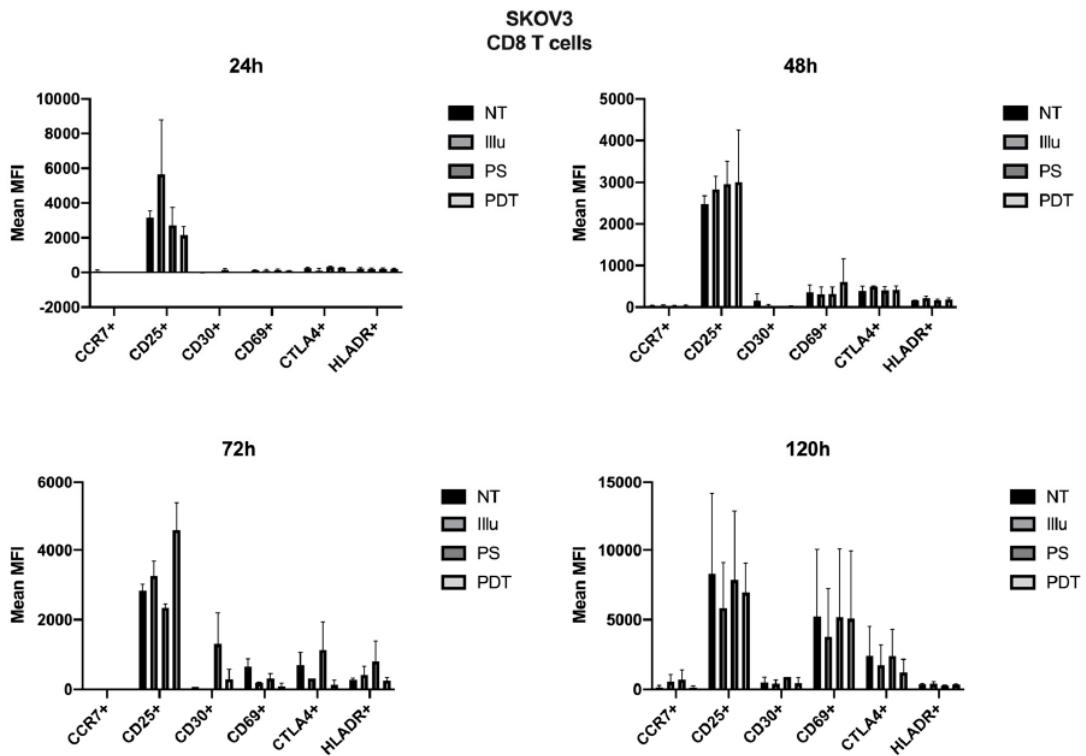 SKOV3
CD8 T cells
24h
10000
8000
6000
4000
2000
0
-2000
Mean MFI
CCR7+
CD25+
CD30+
CD69+
CTLA4+
HLADR+
NT
Illu
PS
PDT
48h
5000
4000
3000
2000
1000
0
Mean MFI
CCR7+
CD25+
CD30+
CD69+
CTLA4+
HLADR+
NT
Illu
PS
PDT
72h
6000
4000
2000
0
Mean MFI
CCR7+
CD25+
CD30+
CD69+
CTLA4+
HLADR+
NT
Illu
PS
PDT
120h
15000
10000
5000
0
Mean MFI
CCR7+
CD25+
CD30+
CD69+
CTLA4+
HLADR+
NT
Illu
PS
PDT